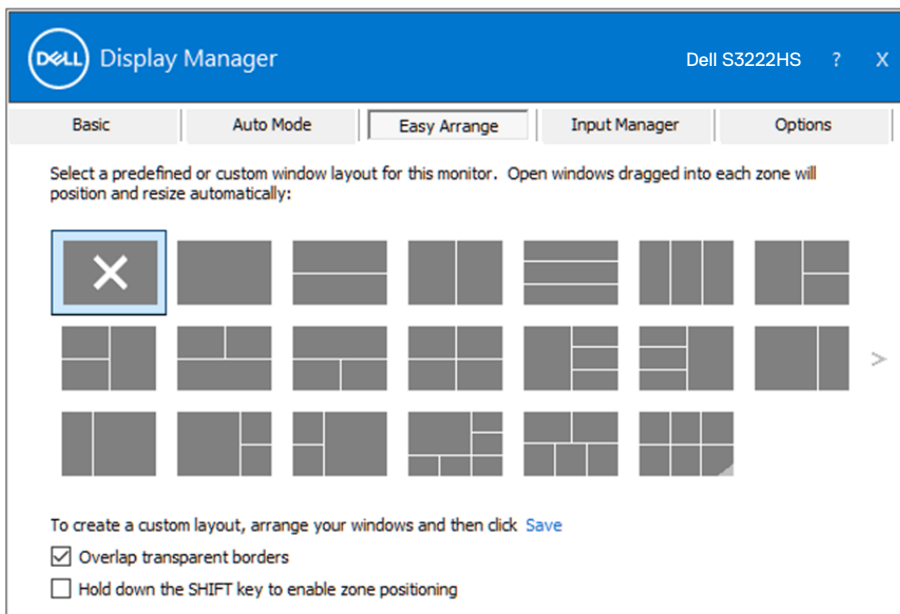 DELL Display Manager Dell S3222HS ? X
Basic Auto Mode Easy Arrange Input Manager Options
Select a predefined or custom window layout for this monitor. Open windows dragged into each zone will
position and resize automatically:
>
To create a custom layout, arrange your windows and then click Save
Overlap transparent borders
Hold down the SHIFT key to enable zone positioning